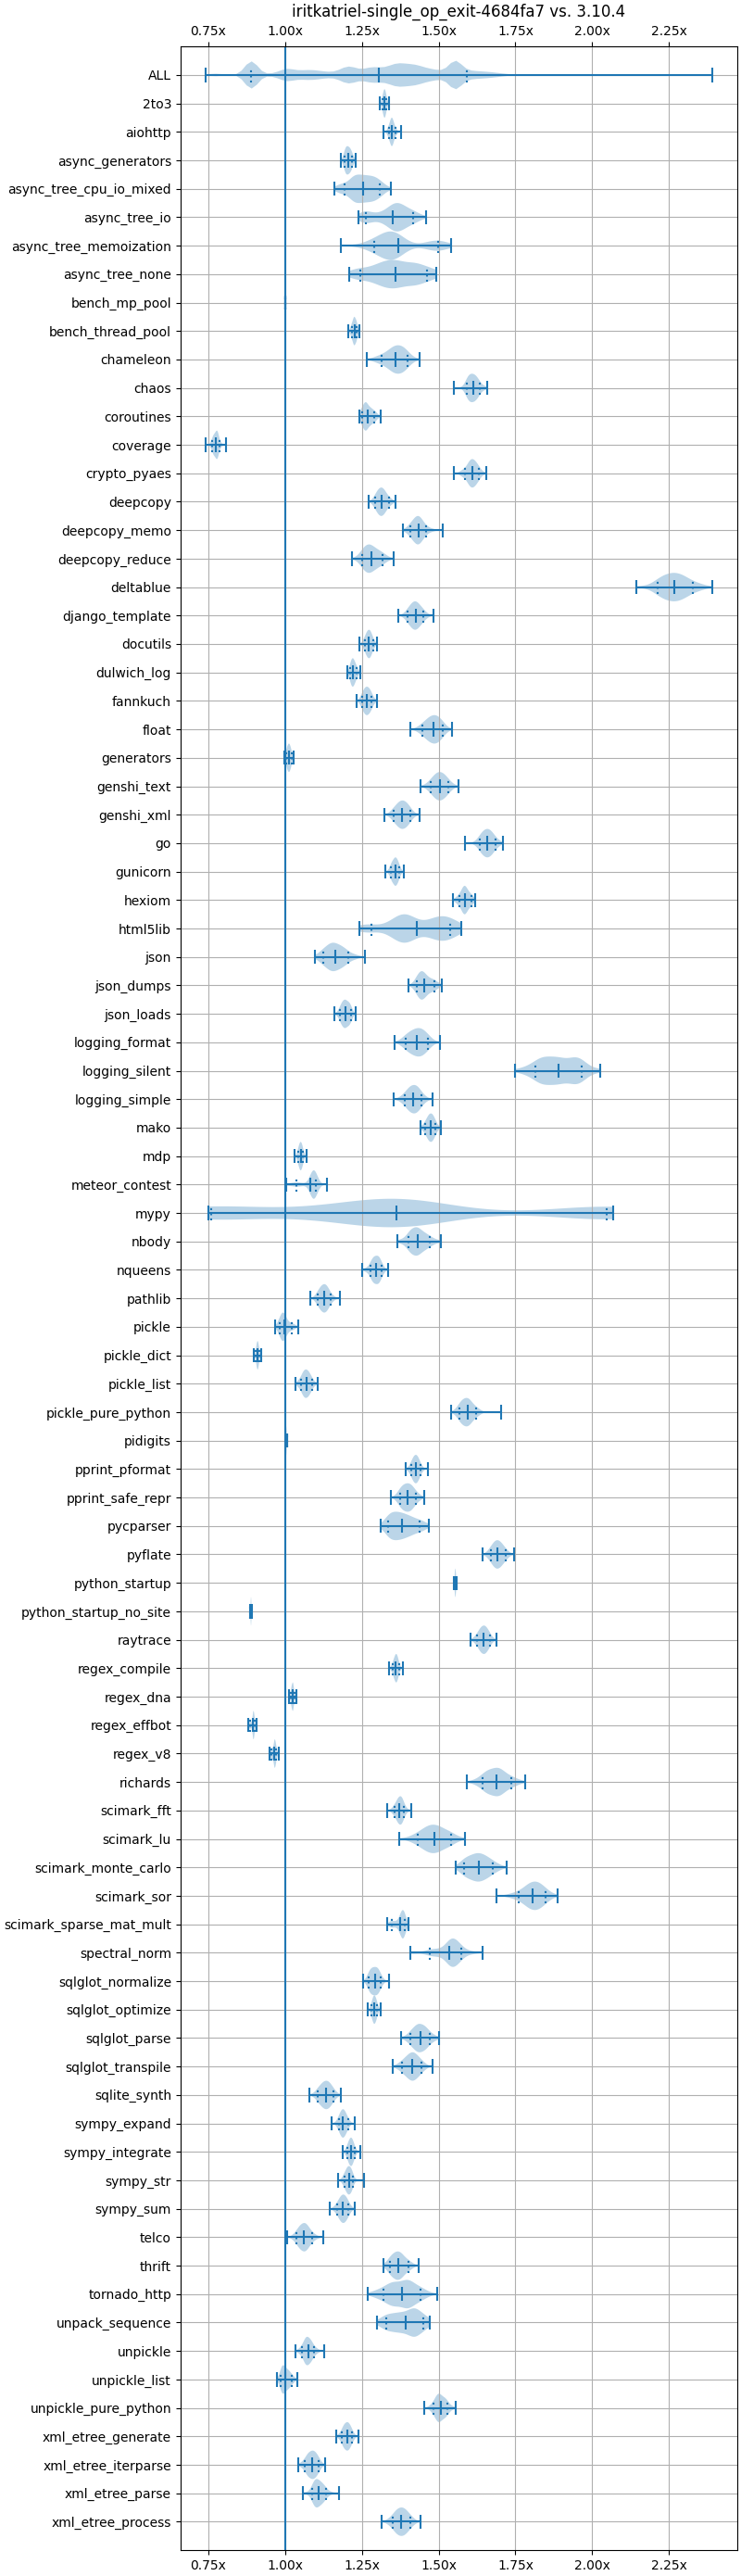 iritkatriel-single_op_exit-4684fa7 vs. 3.10.4
0.75x 1.00x 1.25x 1.50x 1.75x 2.00x 2.25x
ALL
2to3
aiohttp
async_generators
async_tree_cpu_io_mixed
async_tree_io
async_tree_memoization
async_tree_none
bench_mp_pool
bench_thread_pool
chameleon
chaos
coroutines
coverage
crypto_pyaes
deepcopy
deepcopy_memo
deepcopy_reduce
deltablue
django_template
docutils
dulwich_log
fannkuch
float
generators
genshi_text
genshi_xml
go
gunicorn
hexiom
html5lib
json
json_dumps
json_loads
logging_format
logging_silent
logging_simple
mako
mdp
meteor_contest
mypy
nbody
nqueens
pathlib
pickle
pickle_dict
pickle_list
pickle_pure_python
pidigits
pprint_pformat
pprint_safe_repr
pycparser
pyflate
python_startup
python_startup_no_site
raytrace
regex_compile
regex_dna
regex_effbot
regex_v8
richards
scimark_fft
scimark_lu
scimark_monte_carlo
scimark_sor
scimark_sparse_mat_mult
spectral_norm
sqlglot_normalize
sqlglot_optimize
sqlglot_parse
sqlglot_transpile
sqlite_synth
sympy_expand
sympy_integrate
sympy_str
sympy_sum
telco
thrift
tornado_http
unpack_sequence
unpickle
unpickle_list
unpickle_pure_python
xml_etree_generate
xml_etree_iterparse
xml_etree_parse
xml_etree_process
0.75x 1.00x 1.25x 1.50x 1.75x 2.00x 2.25x